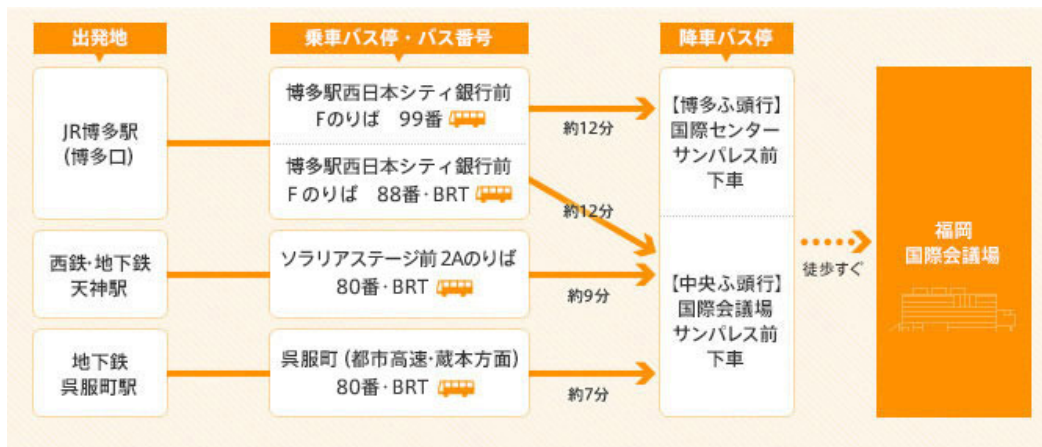 出発地
乗車バス停・バス番号
降車バス停
JR博多駅
(博多口)
博多駅西日本シティ銀行前
Fのりば 99番
約12分
博多駅西日本シティ銀行前
Fのりば 88番・BRT
約12分
【博多ふ頭行】
国際センター
サンパレス前
下車
西鉄・地下鉄
天神駅
ソラリアステージ前 2Aのりば
80番・BRT
約9分
地下鉄
呉服町駅
呉服町 (都市高速・蔵本方面)
80番・BRT
約7分
【中央ふ頭行】
国際会議場
サンパレス前
下車
徒歩すぐ
福岡
国際会議場